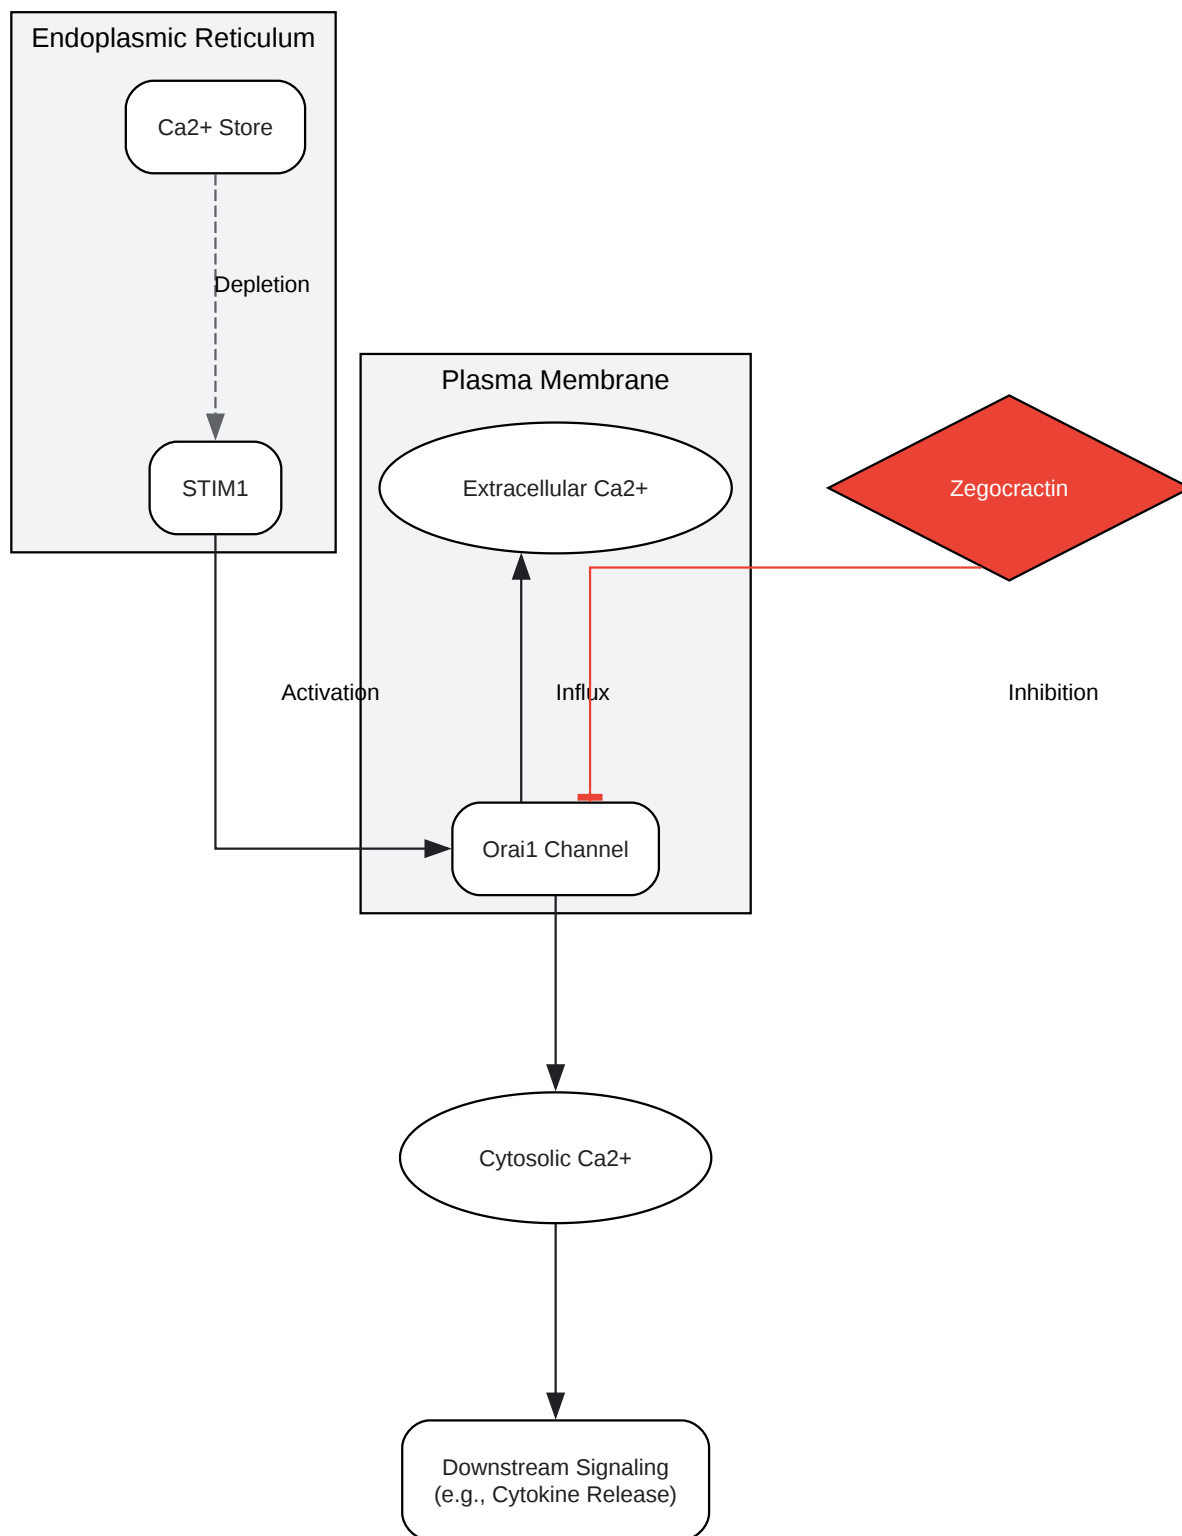 Endoplasmic Reticulum
Ca2+ Store
Depletion
Plasma Membrane
STIM1
Extracellular Ca2+
Zegocractin
Activation
Influx
Inhibition
Orai1 Channel
Cytosolic Ca2+
Downstream Signaling
(e.g., Cytokine Release)